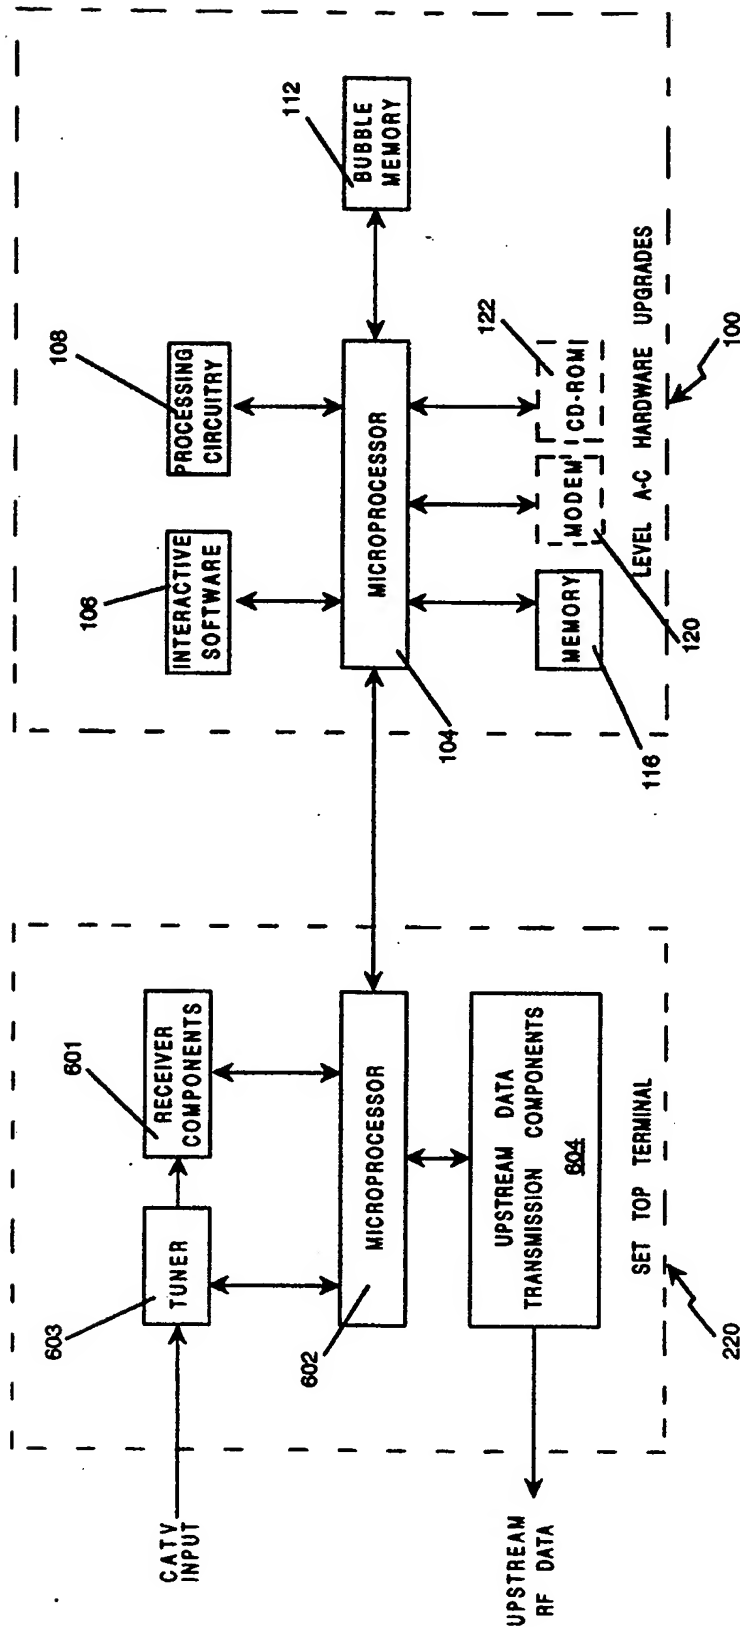 CATV
INPUT
UPSTREAM
RF DATA
603
TUNER
601
RECEIVER
COMPONENTS
602
MICROPROCESSOR
UPSTREAM DATA
TRANSMISSION COMPONENTS
604
SET TOP TERMINAL
220
106
INTERACTIVE
SOFTWARE
108
PROCESSING
CIRCUITRY
104
MICROPROCESSOR
112
BUBBLE
MEMORY
116
MEMORY
120
MODEM
122
CD-ROM
LEVEL A-C HARDWARE UPGRADES
100